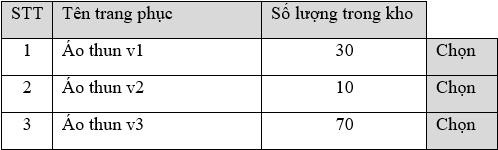 STT Tên trang phục Số lượng trong kho
1 Áo thun v1 30 Chọn
2 Áo thun v2 10 Chọn
3 Áo thun v3 70 Chọn